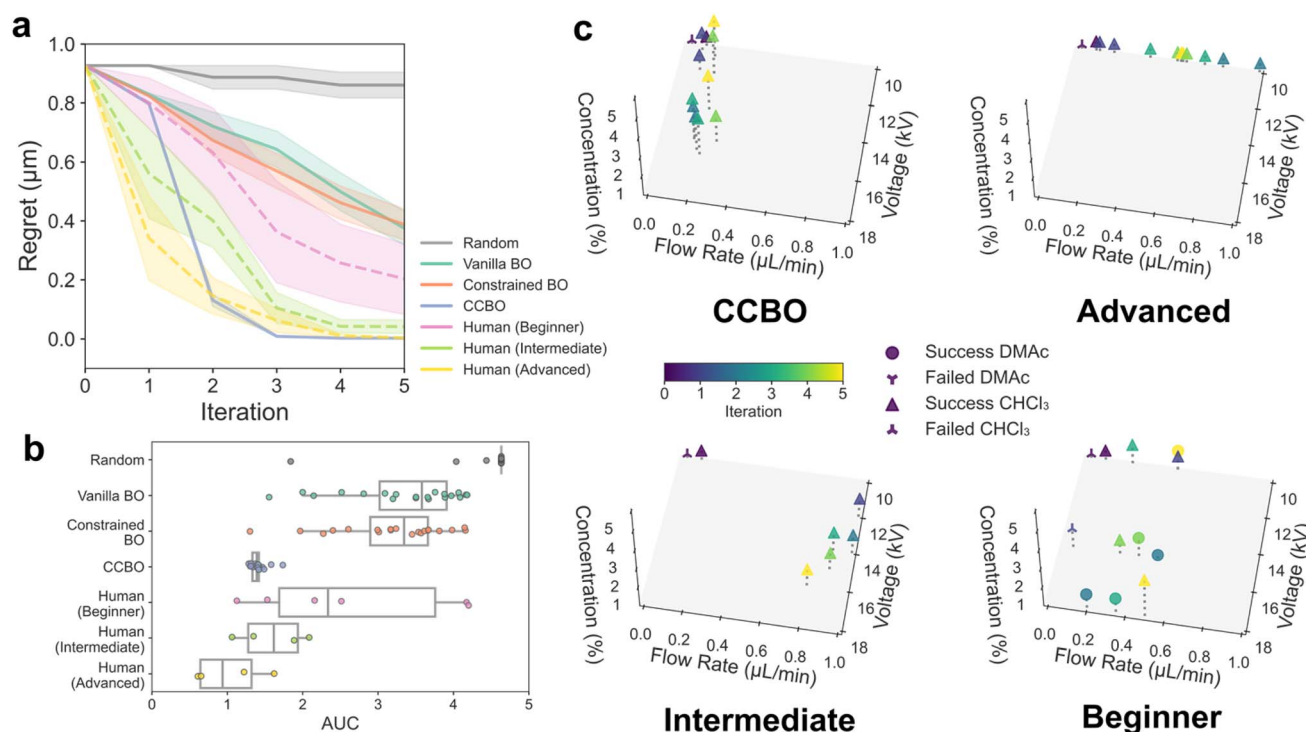 a
1.0
0.8
0.6
0.4
0.2
0.0
Regret (µm)
0
1
2
3
4
5
Iteration
Random
Vanilla BO
Constrained BO
CCBO
Human (Beginner)
Human (Intermediate)
Human (Advanced)
b
Random
Vanilla BO
Constrained
BO
CCBO
Human
(Beginner)
Human
(Intermediate)
Human
(Advanced)
0
1
2
3
4
5
AUC
c
Concentration (%)
5
4
3
2
1
0.0
0.2
0.4
0.6
0.8
1.0
Flow Rate (µL/min)
10
12
14
16
18
Voltage (kV)
CCBO
Concentration (%)
5
4
3
2
1
0.0
0.2
0.4
0.6
0.8
1.0
Flow Rate (µL/min)
10
12
14
16
18
Voltage (kV)
Advanced
0
1
2
3
4
5
Iteration
Success DMAc
Failed DMAc
Success CHCl₃
Failed CHCl₃
Concentration (%)
5
4
3
2
1
0.0
0.2
0.4
0.6
0.8
1.0
Flow Rate (µL/min)
10
12
14
16
18
Voltage (kV)
Intermediate
Concentration (%)
5
4
3
2
1
0.0
0.2
0.4
0.6
0.8
1.0
Flow Rate (µL/min)
10
12
14
16
18
Voltage (kV)
Beginner